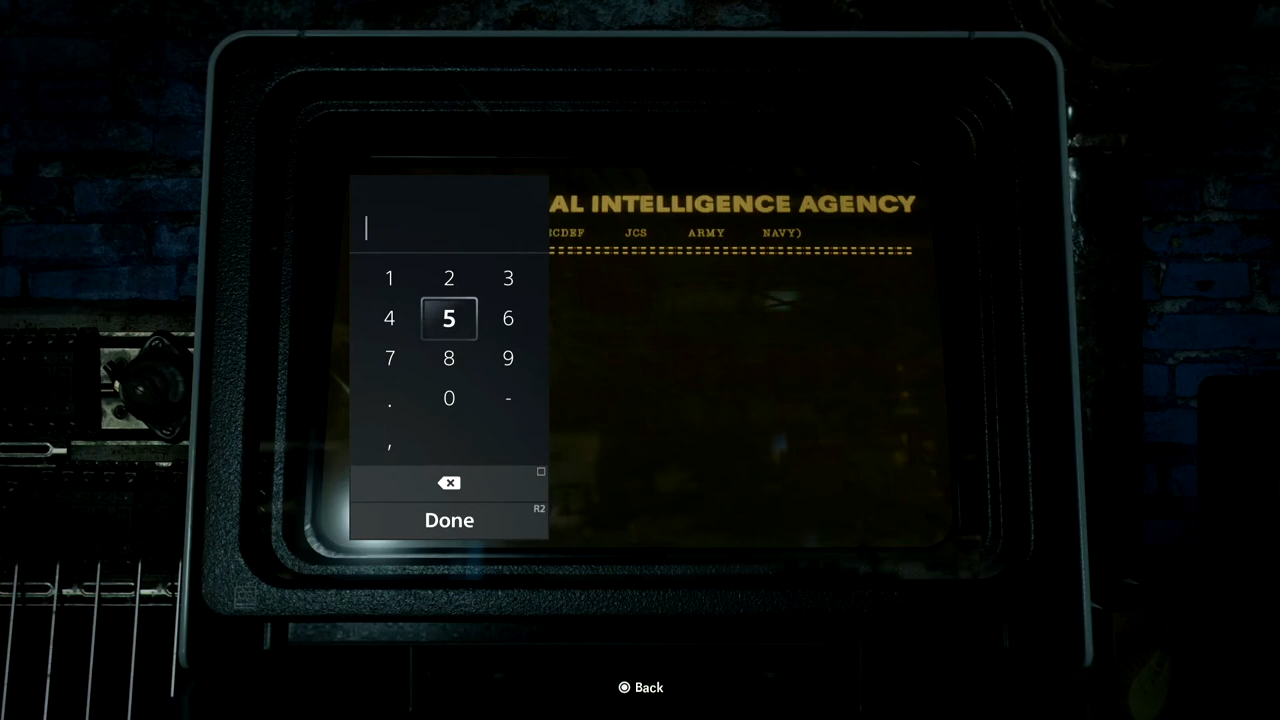 AL INTELLIGENCE AGENCY
CDEF JCS ARMY NAVY)
1 2 3
4 5 6
7 8 9
. 0 -
,
Done R2
Back